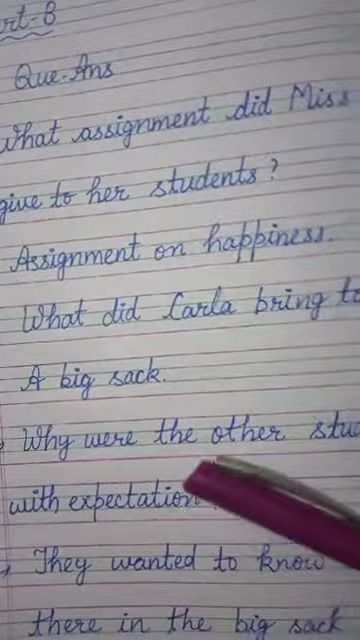 rt-B
Que-Ans
What assignment did Miss
give to her students?
Assignment on happiness.
What did Carla bring to
A big sack.
Why were the other stu
with expectation
They wanted to know
there in the big sack